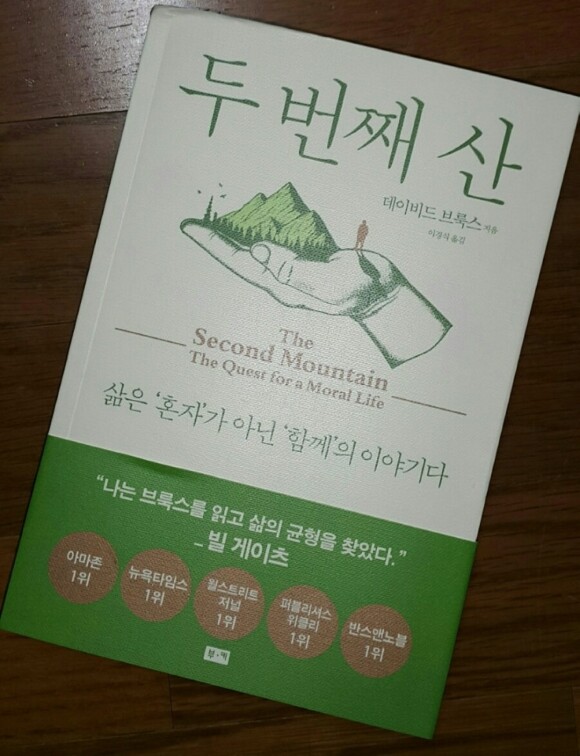 두 번째 산
데이비드 브룩스 지음
이경식 옮김
The
Second Mountain
The Quest for a Moral Life
삶은 '혼자'가 아닌 '함께'의 이야기다
"나는 브룩스를 읽고 삶의 균형을 찾았다."
– 빌 게이츠
아마존
1위
뉴욕타임스
1위
월스트리트
저널
1위
퍼블리셔스
위클리
1위
반스앤노블
1위
부·키